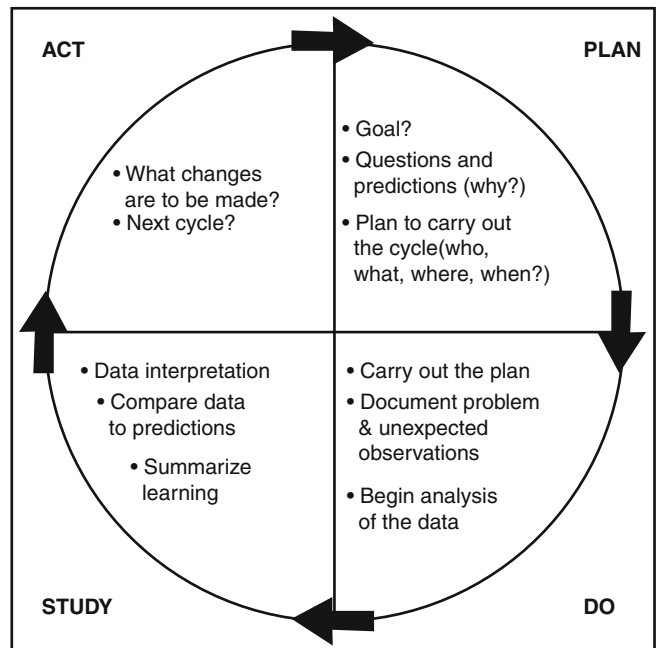 ACT
PLAN
• Goal?
• Questions and
predictions (why?)
• Plan to carry out
the cycle(who,
what, where, when?)
• What changes
are to be made?
• Next cycle?
• Data interpretation
• Compare data
to predictions
• Summarize
learning
• Carry out the plan
• Document problem
& unexpected
observations
• Begin analysis
of the data
STUDY
DO